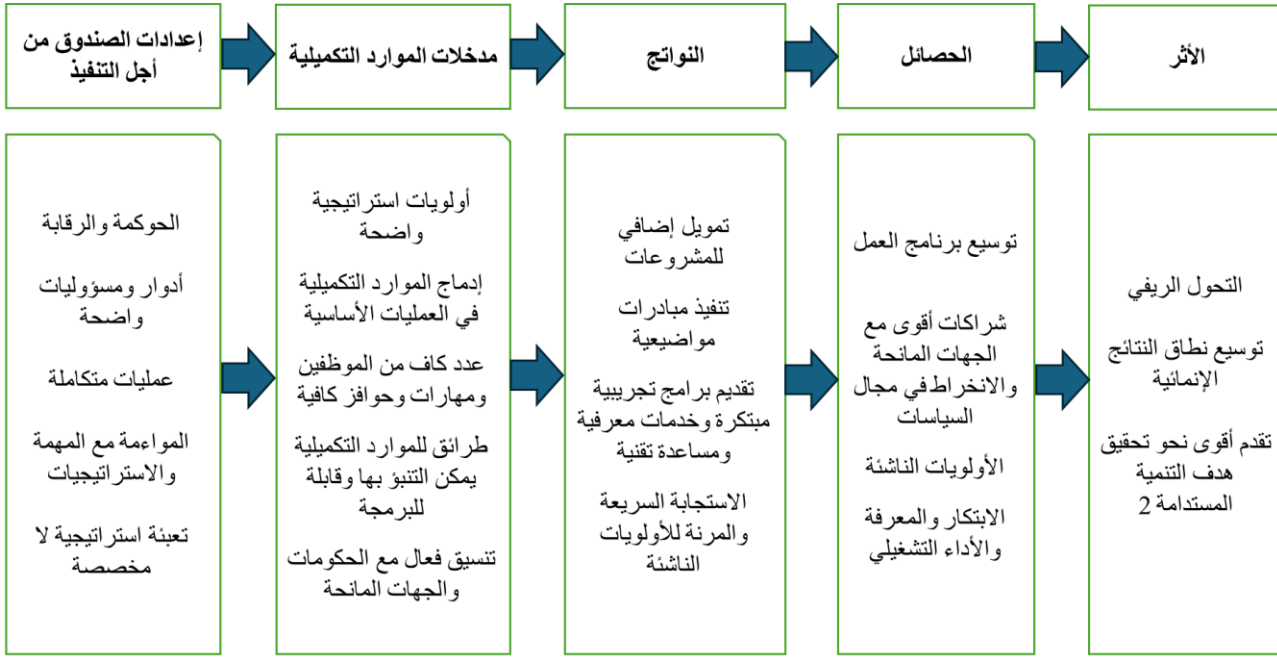 إعدادات الصندوق من
أجل التنفيذ
مدخلات الموارد التكميلية
النواتج
الحصائل
الأثر
الحوكمة والرقابة
أدوار ومسؤوليات
واضحة
عمليات متكاملة
المواءمة مع المهمة
والاستراتيجيات
تعبئة استراتيجية لا
مخصصة
أولويات استراتيجية
واضحة
إدماج الموارد التكميلية
في العمليات الأساسية
عدد كاف من الموظفين
ومهارات وحوافز كافية
طرائق للموارد التكميلية
يمكن التنبؤ بها وقابلة
للبرمجة
تنسيق فعال مع الحكومات
والجهات المانحة
تمويل إضافي
للمشروعات
تنفيذ مبادرات
مواضيعية
تقديم برامج تجريبية
مبتكرة وخدمات معرفية
ومساعدة تقنية
الاستجابة السريعة
والمرنة للأولويات
الناشئة
توسيع برنامج العمل
شراكات أقوى مع
الجهات المانحة
والانخراط في مجال
السياسات
الأولويات الناشئة
الابتكار والمعرفة
والأداء التشغيلي
التحول الريفي
توسيع نطاق النتائج
الإنمائية
تقدم أقوى نحو تحقيق
هدف التنمية
المستدامة 2